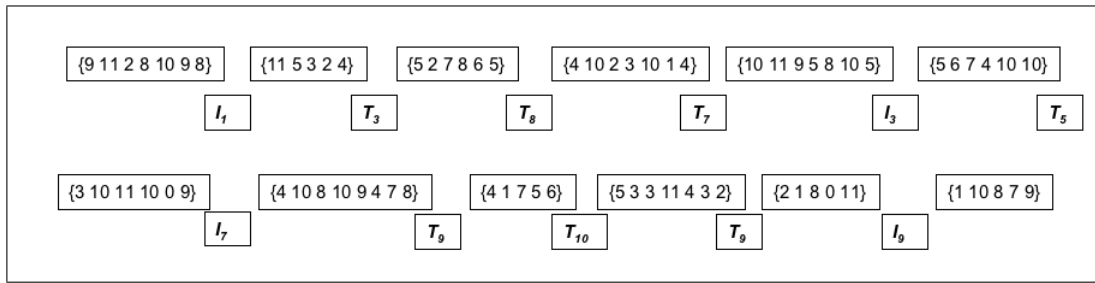 {9 11 2 8 10 9 8} {11 5 3 2 4} {5 2 7 8 6 5} {4 10 2 3 10 1 4} {10 11 9 5 8 10 5} {5 6 7 4 10 10}
I1 T3 T8 T7 I3 T5
{3 10 11 10 0 9} {4 10 8 10 9 4 7 8} {4 1 7 5 6} {5 3 3 11 4 3 2} {2 1 8 0 11} {1 10 8 7 9}
I7 T9 T10 T9 I9